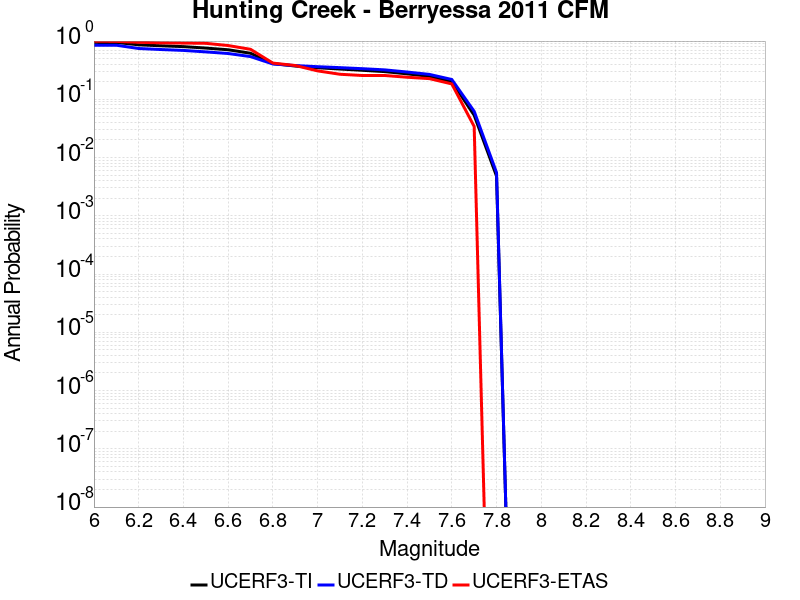 Hunting Creek - Berryessa 2011 CFM
Annual Probability
10^0
10^-1
10^-2
10^-3
10^-4
10^-5
10^-6
10^-7
10^-8
6 6.2 6.4 6.6 6.8 7 7.2 7.4 7.6 7.8 8 8.2 8.4 8.6 8.8 9
Magnitude
UCERF3-TI UCERF3-TD UCERF3-ETAS